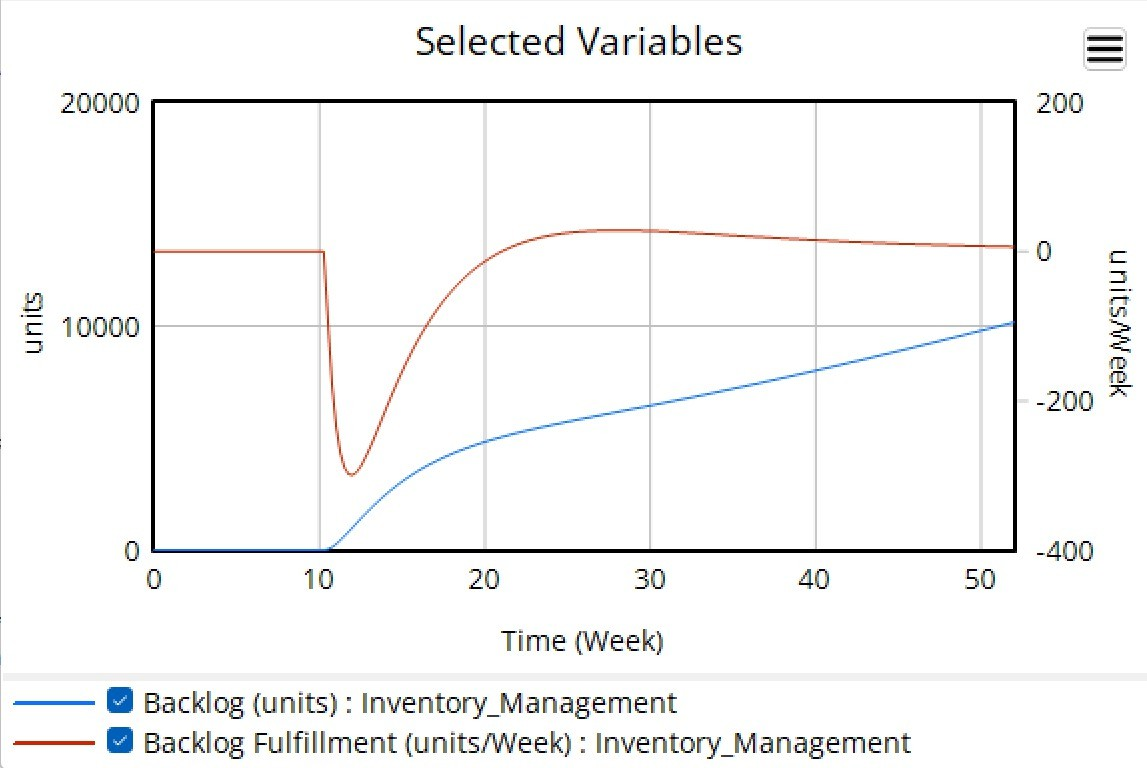 Selected Variables
20000
10000
0
units
200
0
-200
-400
units/Week
0 10 20 30 40 50
Time (Week)
Backlog (units) : Inventory_Management
Backlog Fulfillment (units/Week) : Inventory_Management